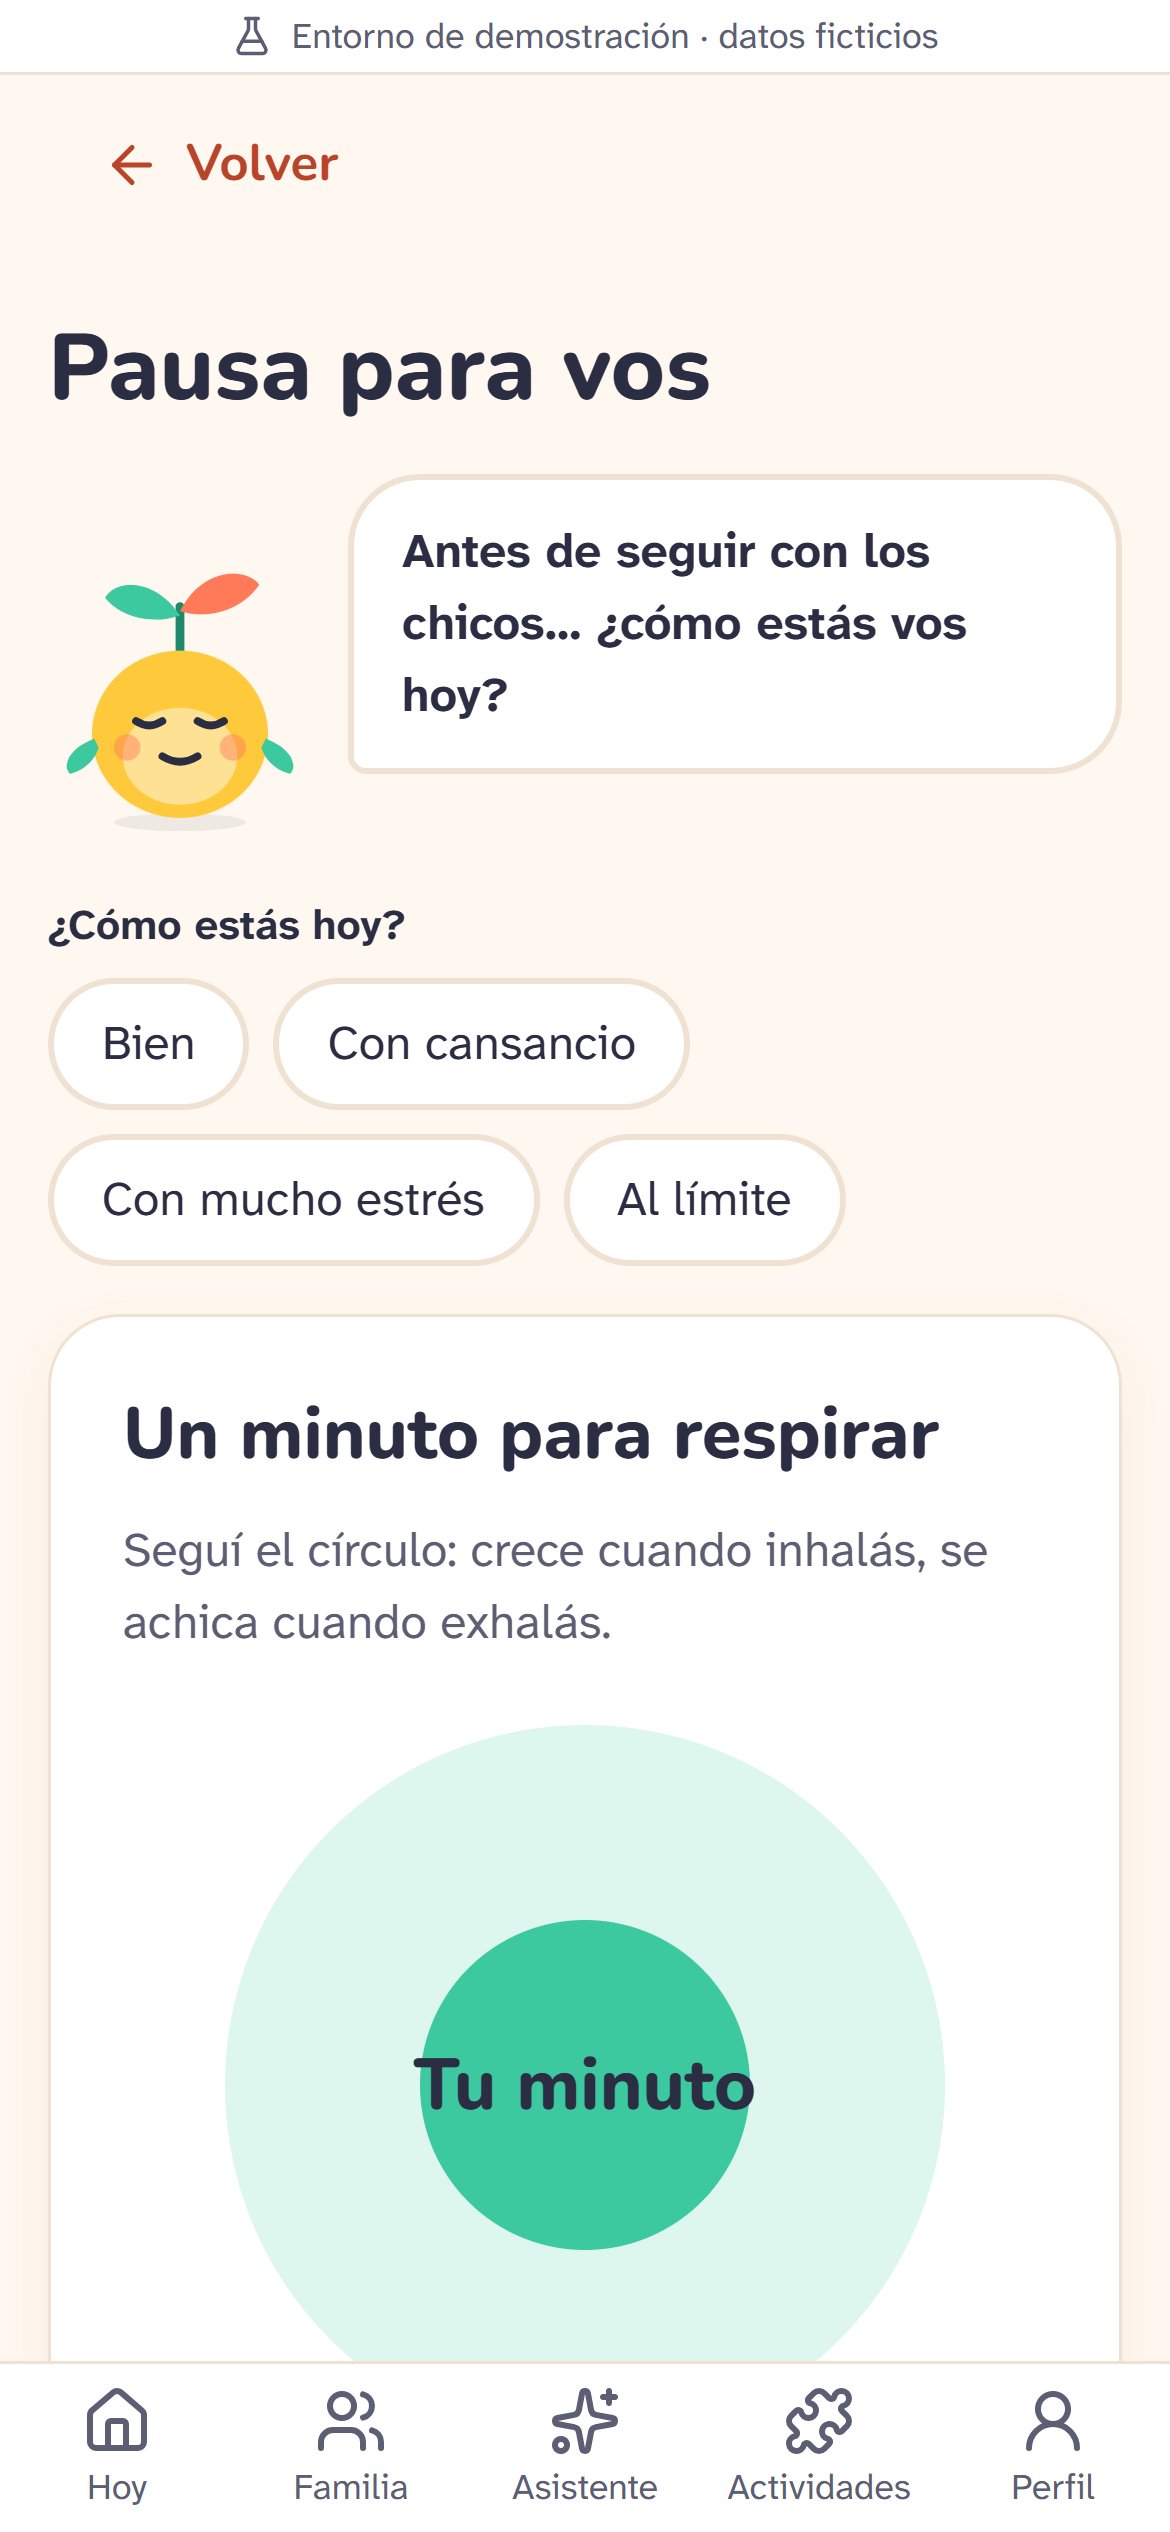 Entorno de demostración · datos ficticios
Volver
Pausa para vos
Antes de seguir con los
chicos... ¿cómo estás vos
hoy?
¿Cómo estás hoy?
Bien
Con cansancio
Con mucho estrés
Al límite
Un minuto para respirar
Seguí el círculo: crece cuando inhalás, se
achica cuando exhalás.
Tu minuto
Hoy
Familia
Asistente
Actividades
Perfil